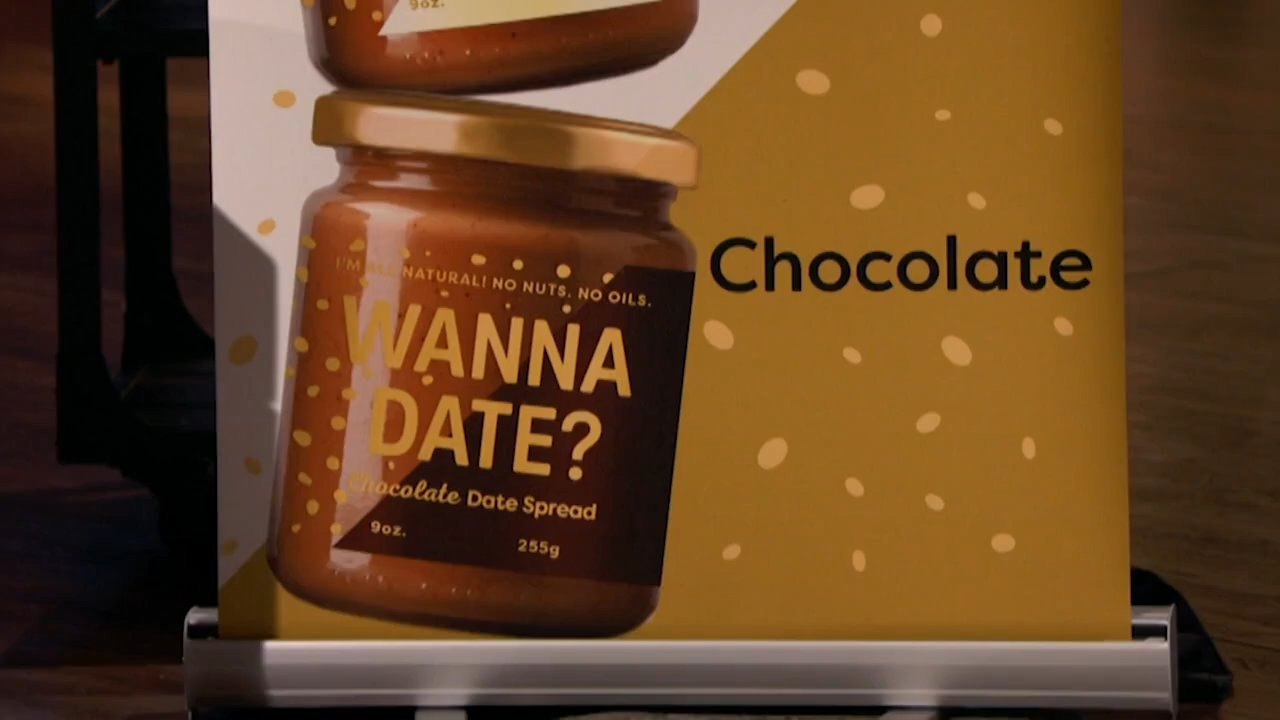 9oz.
I'M ALL NATURAL! NO NUTS. NO OILS.
WANNA
DATE?
Chocolate Date Spread
9oz.
255g
Chocolate